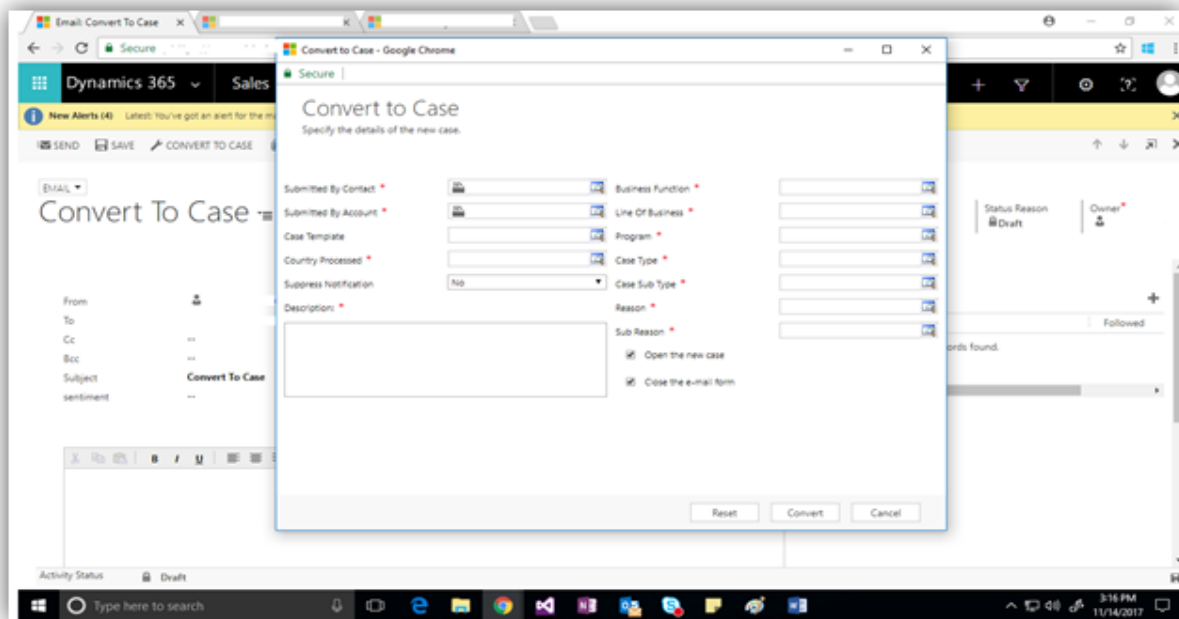 Email: Convert To Case
Secure
Convert to Case - Google Chrome
Secure
Dynamics 365
Sales
New Alerts (4) Latest: You've got an alert for the
SEND SAVE CONVERT TO CASE
EMAIL
Convert To Case
Convert to Case
Specify the details of the new case.
Submitted By Contact *
Business Function *
Submitted By Account *
Line Of Business *
Case Template
Program *
Country Processed *
Case Type *
Suppress Notification No
Case Sub Type *
Description: *
Reason *
Sub Reason *
Open the new case
Close the e-mail form
Reset Convert Cancel
Status Reason
Draft
Owner*
From
To
Cc --
Bcc --
Subject Convert To Case
sentiment --
Followed
ords found.
B I U
Activity Status Draft
Type here to search
3:16 PM
11/14/2017